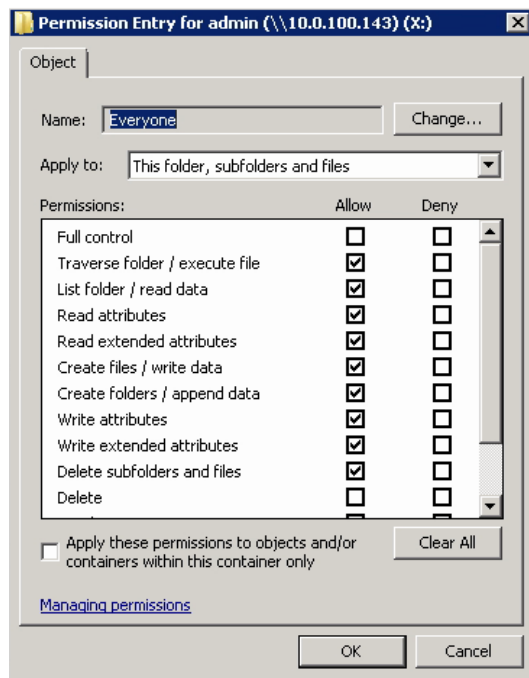 Permission Entry for admin (\\10.0.100.143) (X:)
Object
Name: Everyone Change...
Apply to: This folder, subfolders and files
Permissions: Allow Deny
Full control
Traverse folder / execute file
List folder / read data
Read attributes
Read extended attributes
Create files / write data
Create folders / append data
Write attributes
Write extended attributes
Delete subfolders and files
Delete
Apply these permissions to objects and/or
containers within this container only
Clear All
Managing permissions
OK Cancel